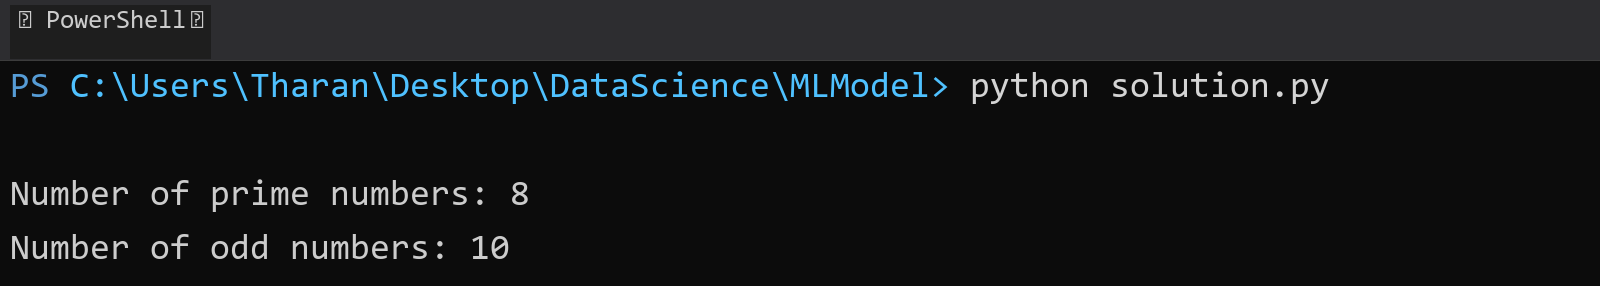 PowerShell
PS C:\Users\Tharan\Desktop\DataScience\MLModel> python solution.py
Number of prime numbers: 8
Number of odd numbers: 10